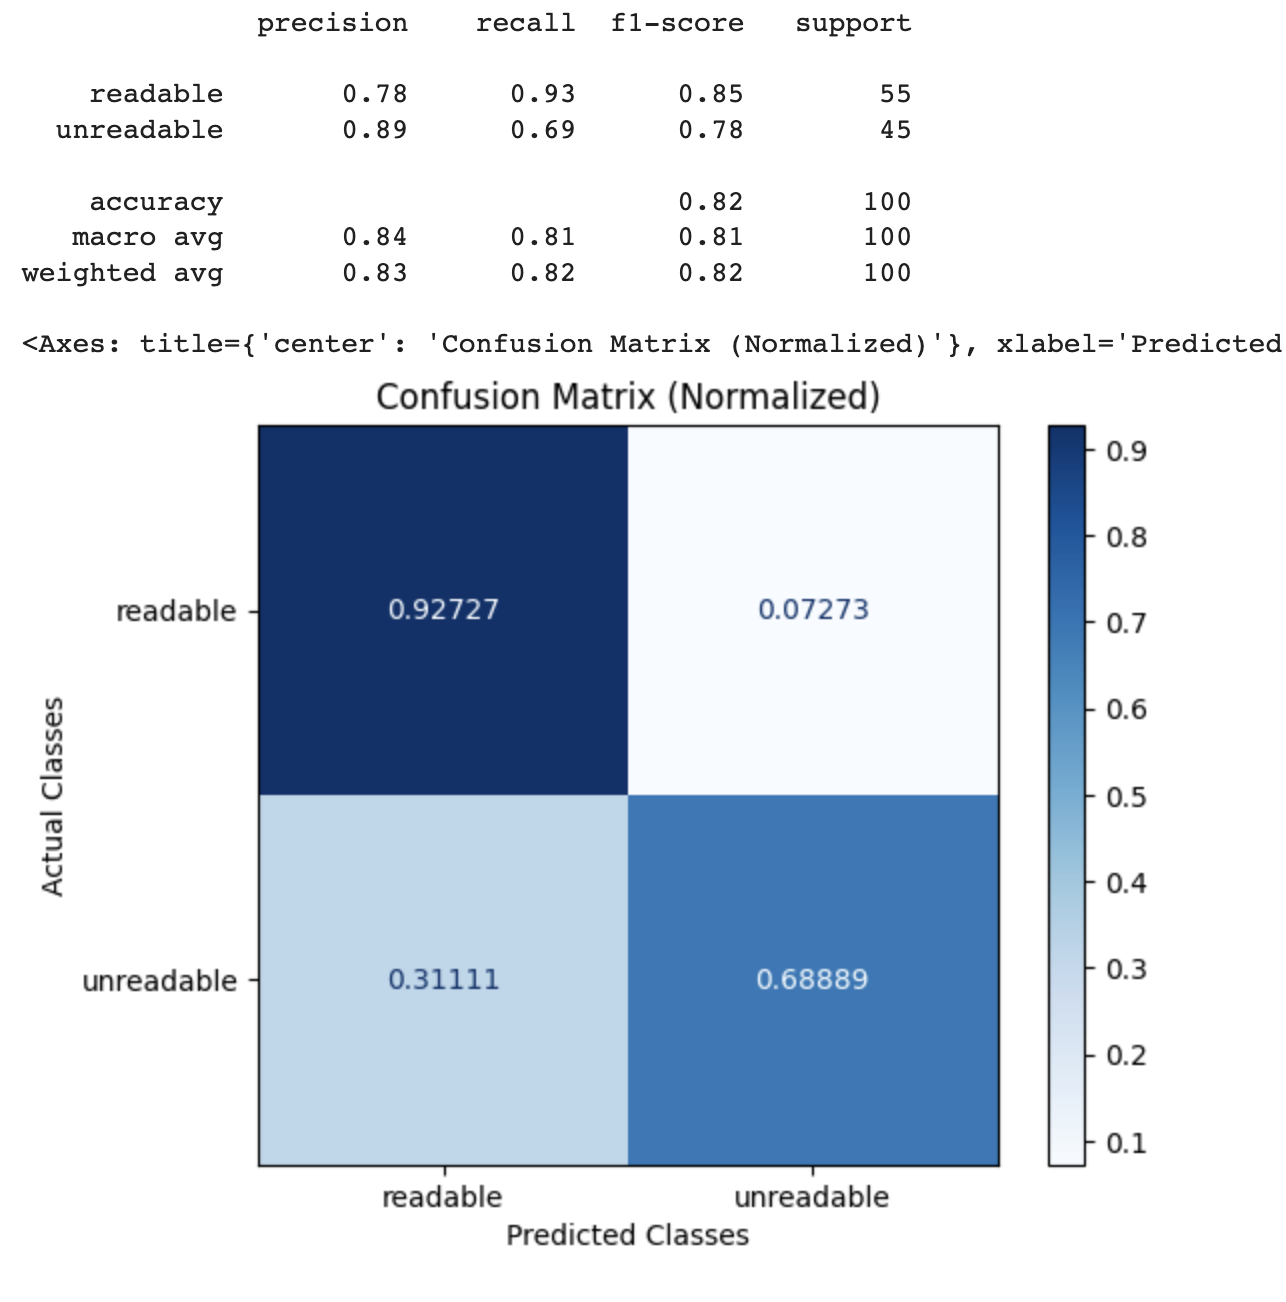 precision recall f1-score support
readable 0.78 0.93 0.85 55
unreadable 0.89 0.69 0.78 45
accuracy 0.82 100
macro avg 0.84 0.81 0.81 100
weighted avg 0.83 0.82 0.82 100
<Axes: title={'center': 'Confusion Matrix (Normalized)'}, xlabel='Predicted
Confusion Matrix (Normalized)
0.9
0.8
0.7
0.6
0.5
0.4
0.3
0.2
0.1
Actual Classes
readable 0.92727 0.07273
unreadable 0.31111 0.68889
readable unreadable
Predicted Classes